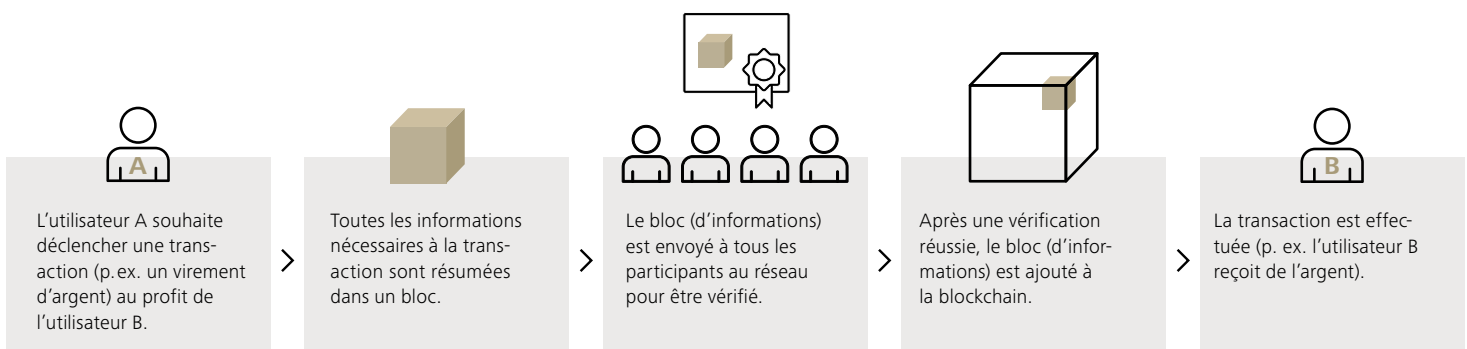 A
L’utilisateur A souhaite
déclencher une trans-
action (p. ex. un virement
d’argent) au profit de
l’utilisateur B.
Toutes les informations
nécessaires à la trans-
action sont résumées
dans un bloc.
Le bloc (d’informations)
est envoyé à tous les
participants au réseau
pour être vérifié.
Après une vérification
réussie, le bloc (d’infor-
mations) est ajouté à
la blockchain.
B
La transaction est effec-
tuée (p. ex. l’utilisateur B
reçoit de l’argent).